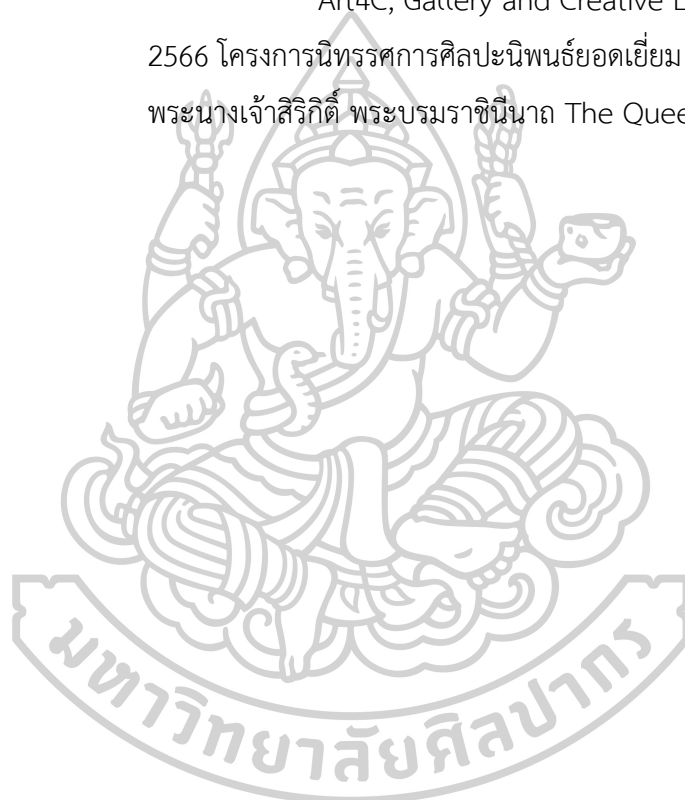 Art4C, Gallery and Creative
2566 โครงการนิทรรศการศิลปะนิพนธ์ยอดเยี่ยม
พระนางเจ้าสิริกิติ์ พระบรมราชินีนาถ The
มหาวิทยาลัยศิลปากร